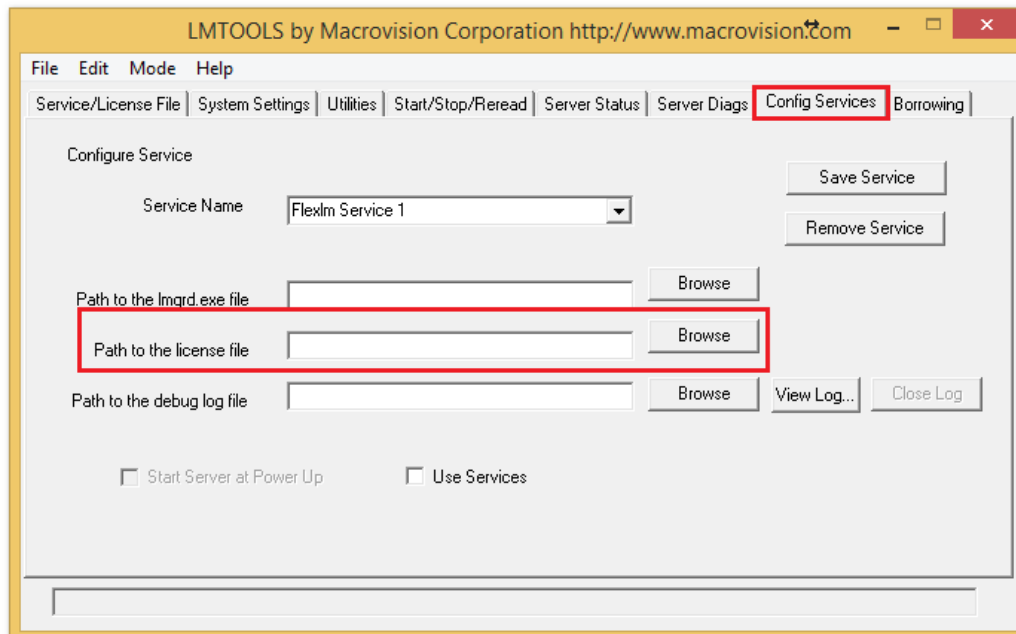 LMTOOLS by Macrovision Corporation http://www.macrovision.com
File Edit Mode Help
Service/License File System Settings Utilities Start/Stop/Reread Server Status Server Diags Config Services Borrowing
Configure Service
Save Service
Service Name Flexlm Service 1
Remove Service
Path to the lmgrd.exe file Browse
Path to the license file Browse
Path to the debug log file Browse View Log... Close Log
Start Server at Power Up Use Services